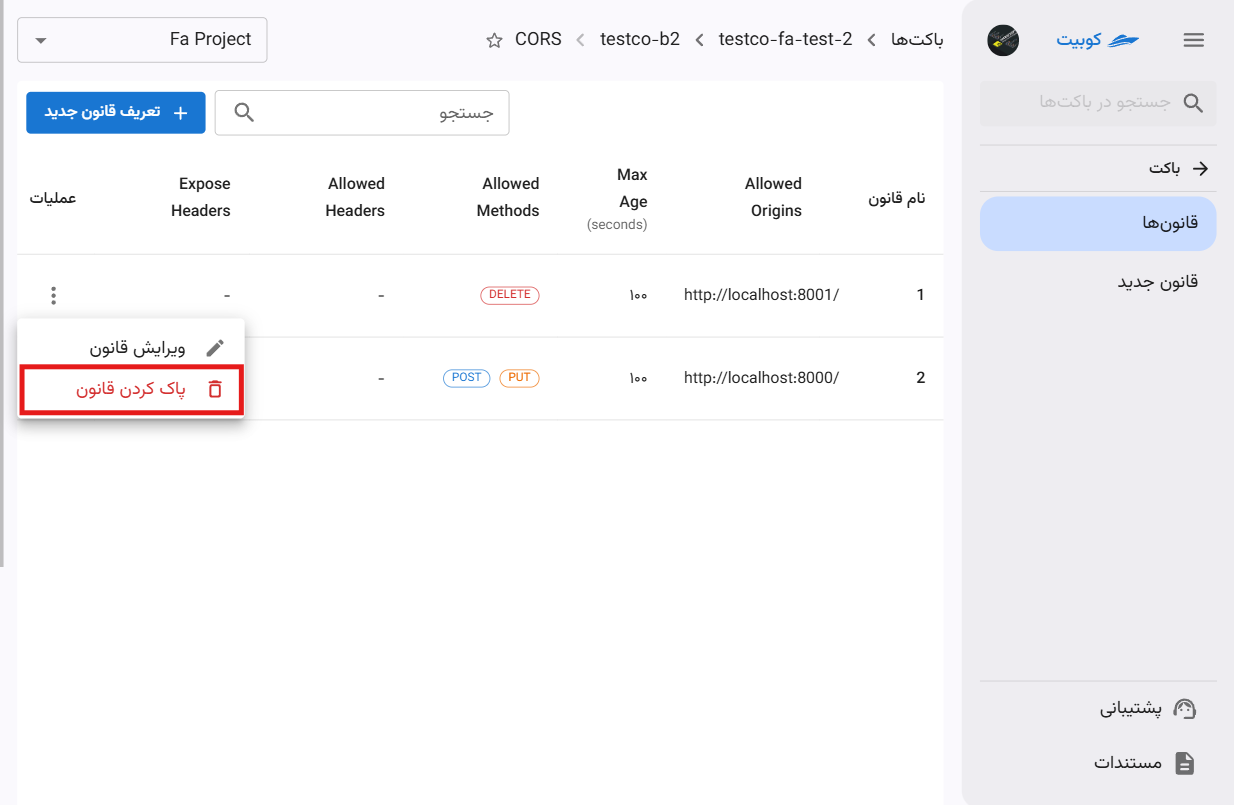 کوبیت
جستجو در باکت‌ها
باکت
قانون‌ها
قانون جدید
پشتیبانی
مستندات
باکت‌ها
testco-fa-test-2
testco-b2
CORS
Fa Project
جستجو
تعریف قانون جدید
نام قانون
Allowed
Origins
Max
Age
(seconds)
Allowed
Methods
Allowed
Headers
Expose
Headers
عملیات
1
http://localhost:8001/
۱۰۰
DELETE
-
-
2
http://localhost:8000/
۱۰۰
PUT
POST
-
ویرایش قانون
پاک کردن قانون